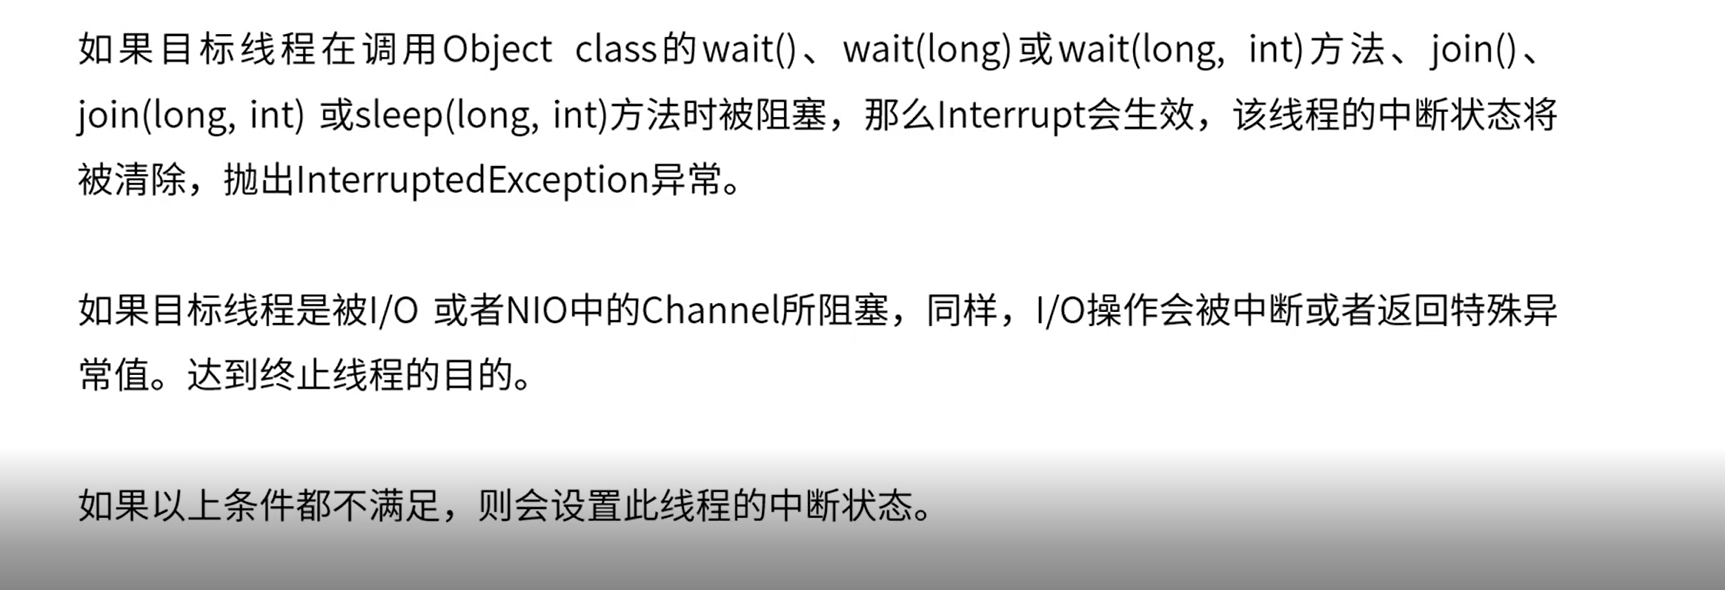 如果目标线程在调用Object class的wait()、wait(long)或wait(long, int)方法、join()、
join(long, int) 或sleep(long, int)方法时被阻塞，那么Interrupt会生效，该线程的中断状态将
被清除，抛出InterruptedException异常。
如果目标线程是被I/O 或者NIO中的Channel所阻塞，同样，I/O操作会被中断或者返回特殊异
常值。达到终止线程的目的。
如果以上条件都不满足，则会设置此线程的中断状态。